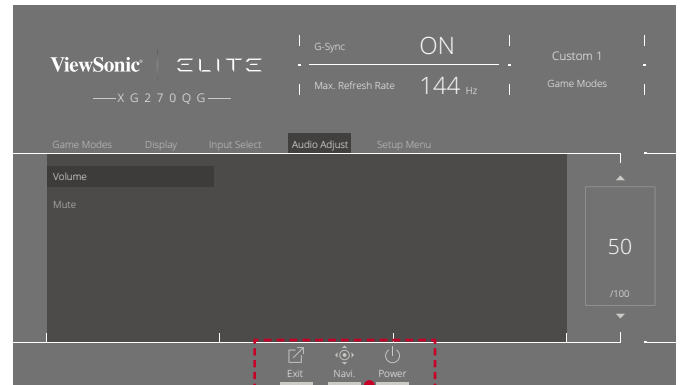 ViewSonic® ELITE
XG270QG
G-Sync ON
Max. Refresh Rate 144 Hz
Custom 1
Game Modes
Game Modes Display Input Select Audio Adjust Setup Menu
Volume
Mute
50
/100
Exit Navi. Power